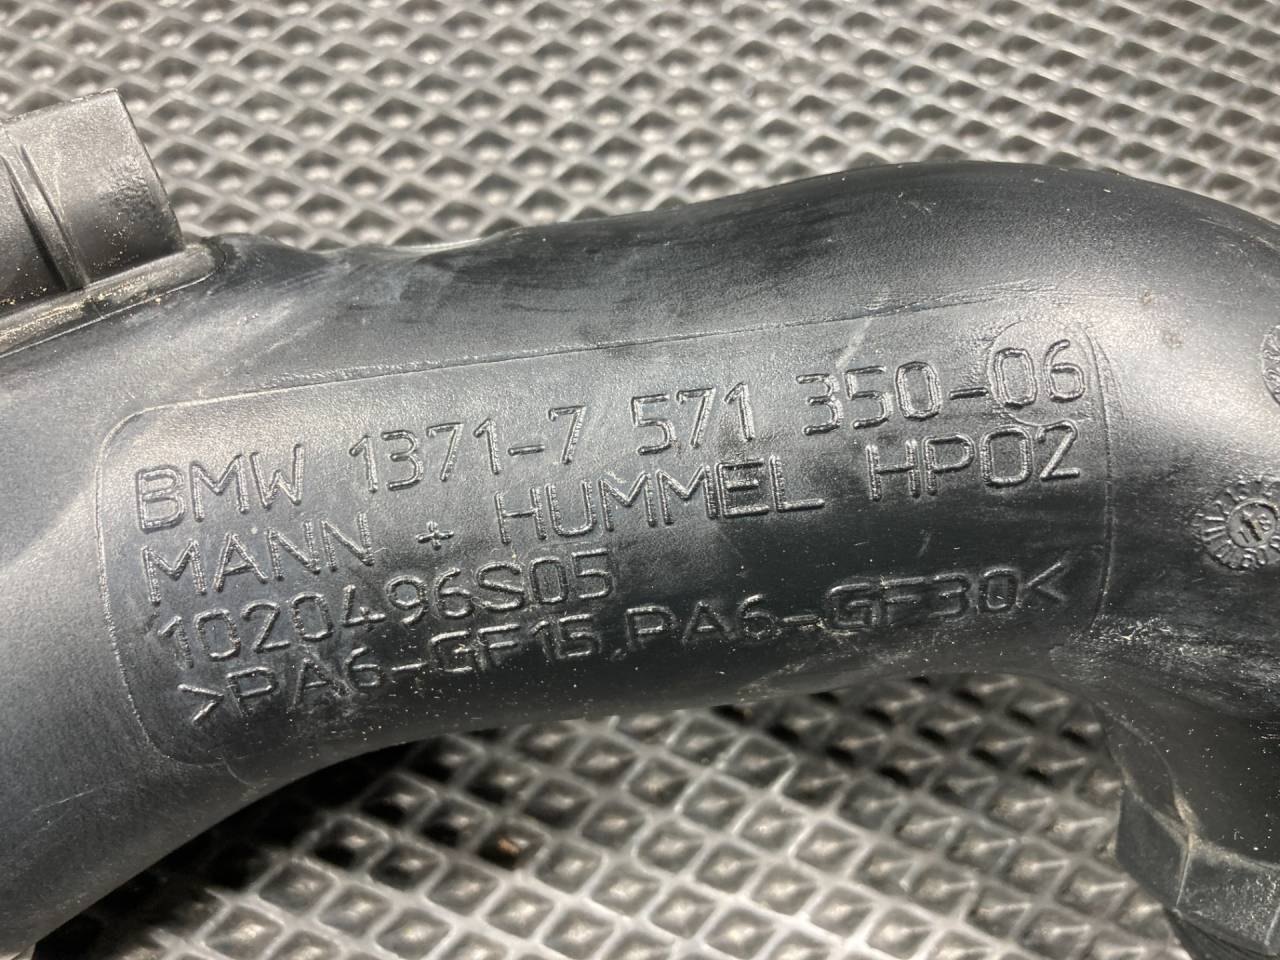 BMW 1371-7 571 350-06
MANN + HUMMEL HP02
1020496S05
>PA6-GF15,PA6-GF30<